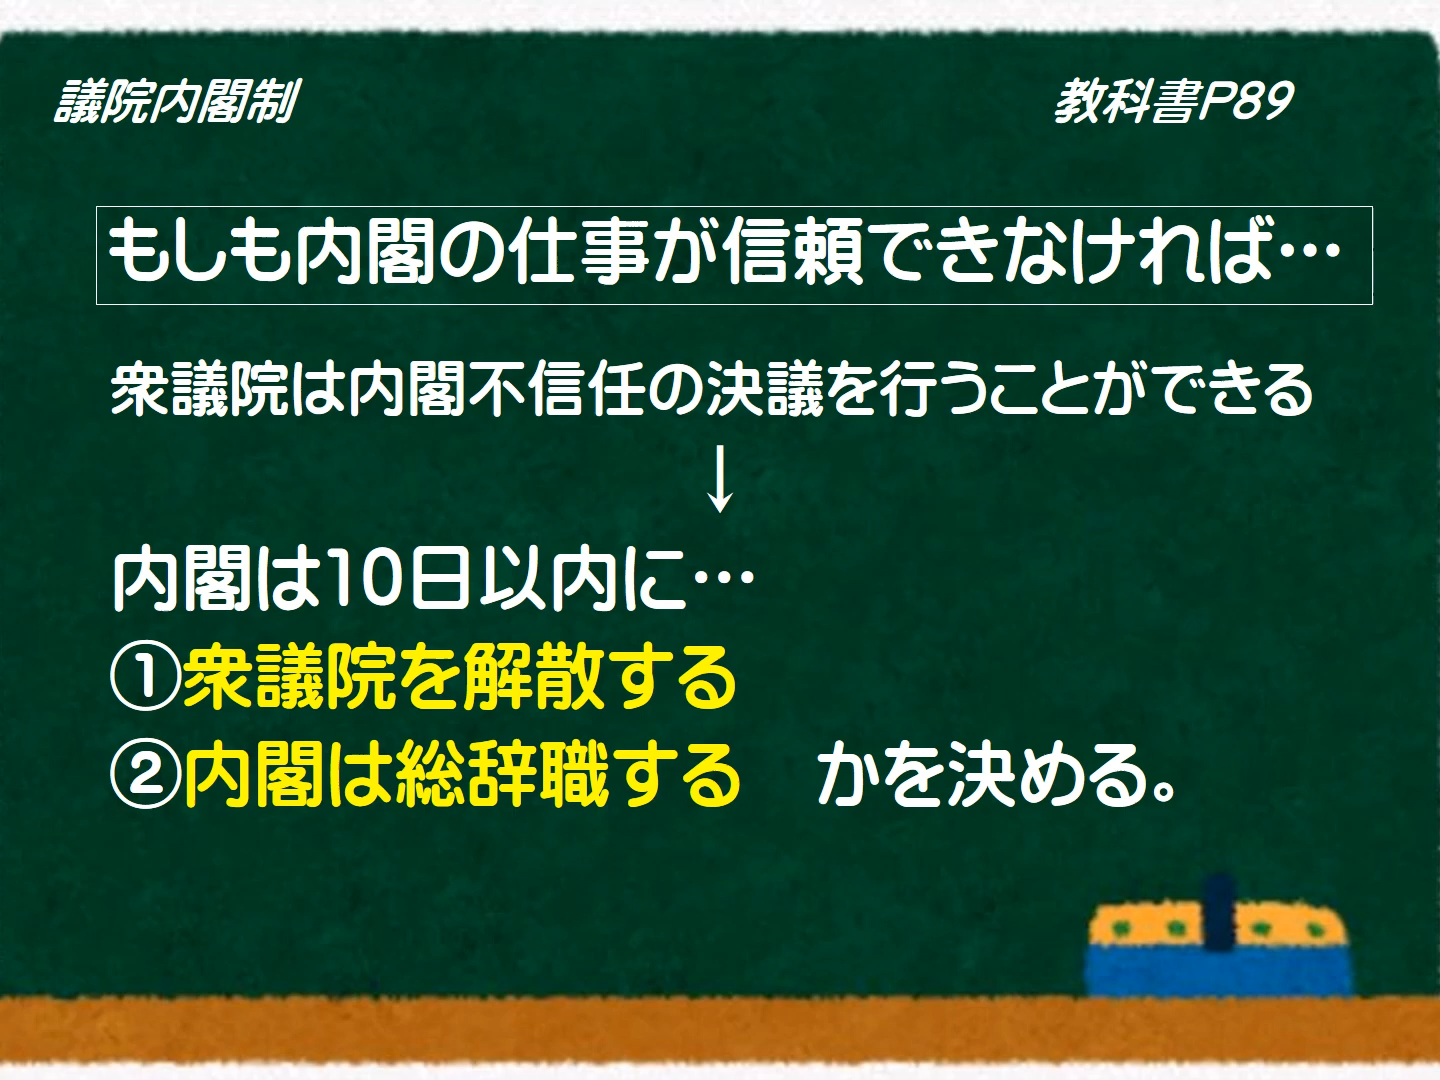 議院内閣制
教科書P89
もしも内閣の仕事が信頼できなければ…
衆議院は内閣不信任の決議を行うことができる
↓
内閣は10日以内に…
①衆議院を解散する
②内閣は総辞職する　かを決める。